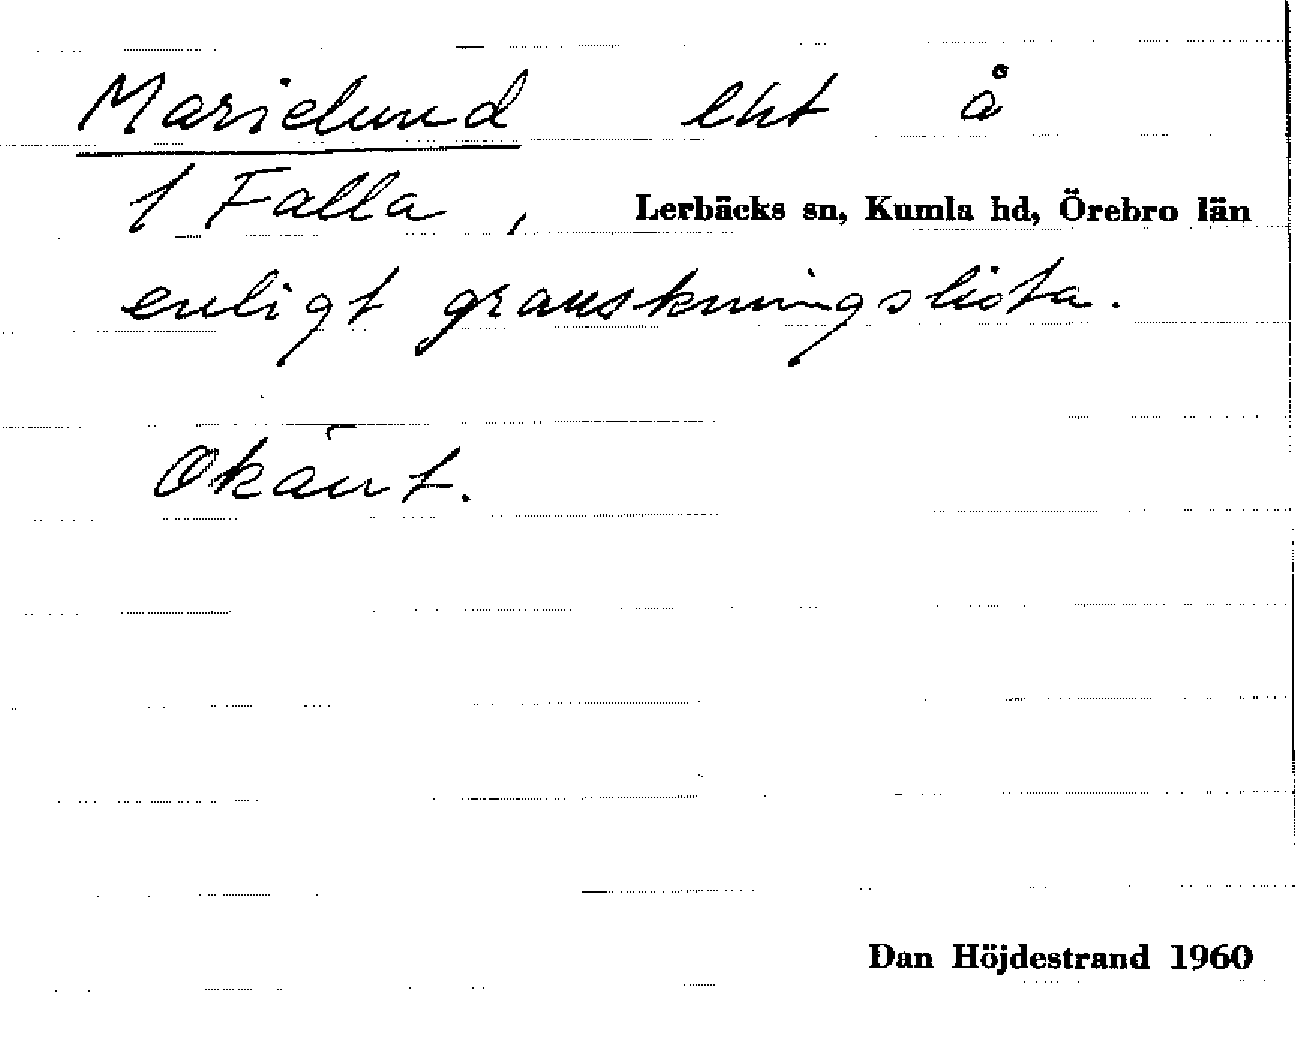 Marielund lht å
1 Falla, Lerbäcks sn, Kumla hd, Örebro län
enligt granskningslista.
Okänt.
Dan Höjdestrand 1960